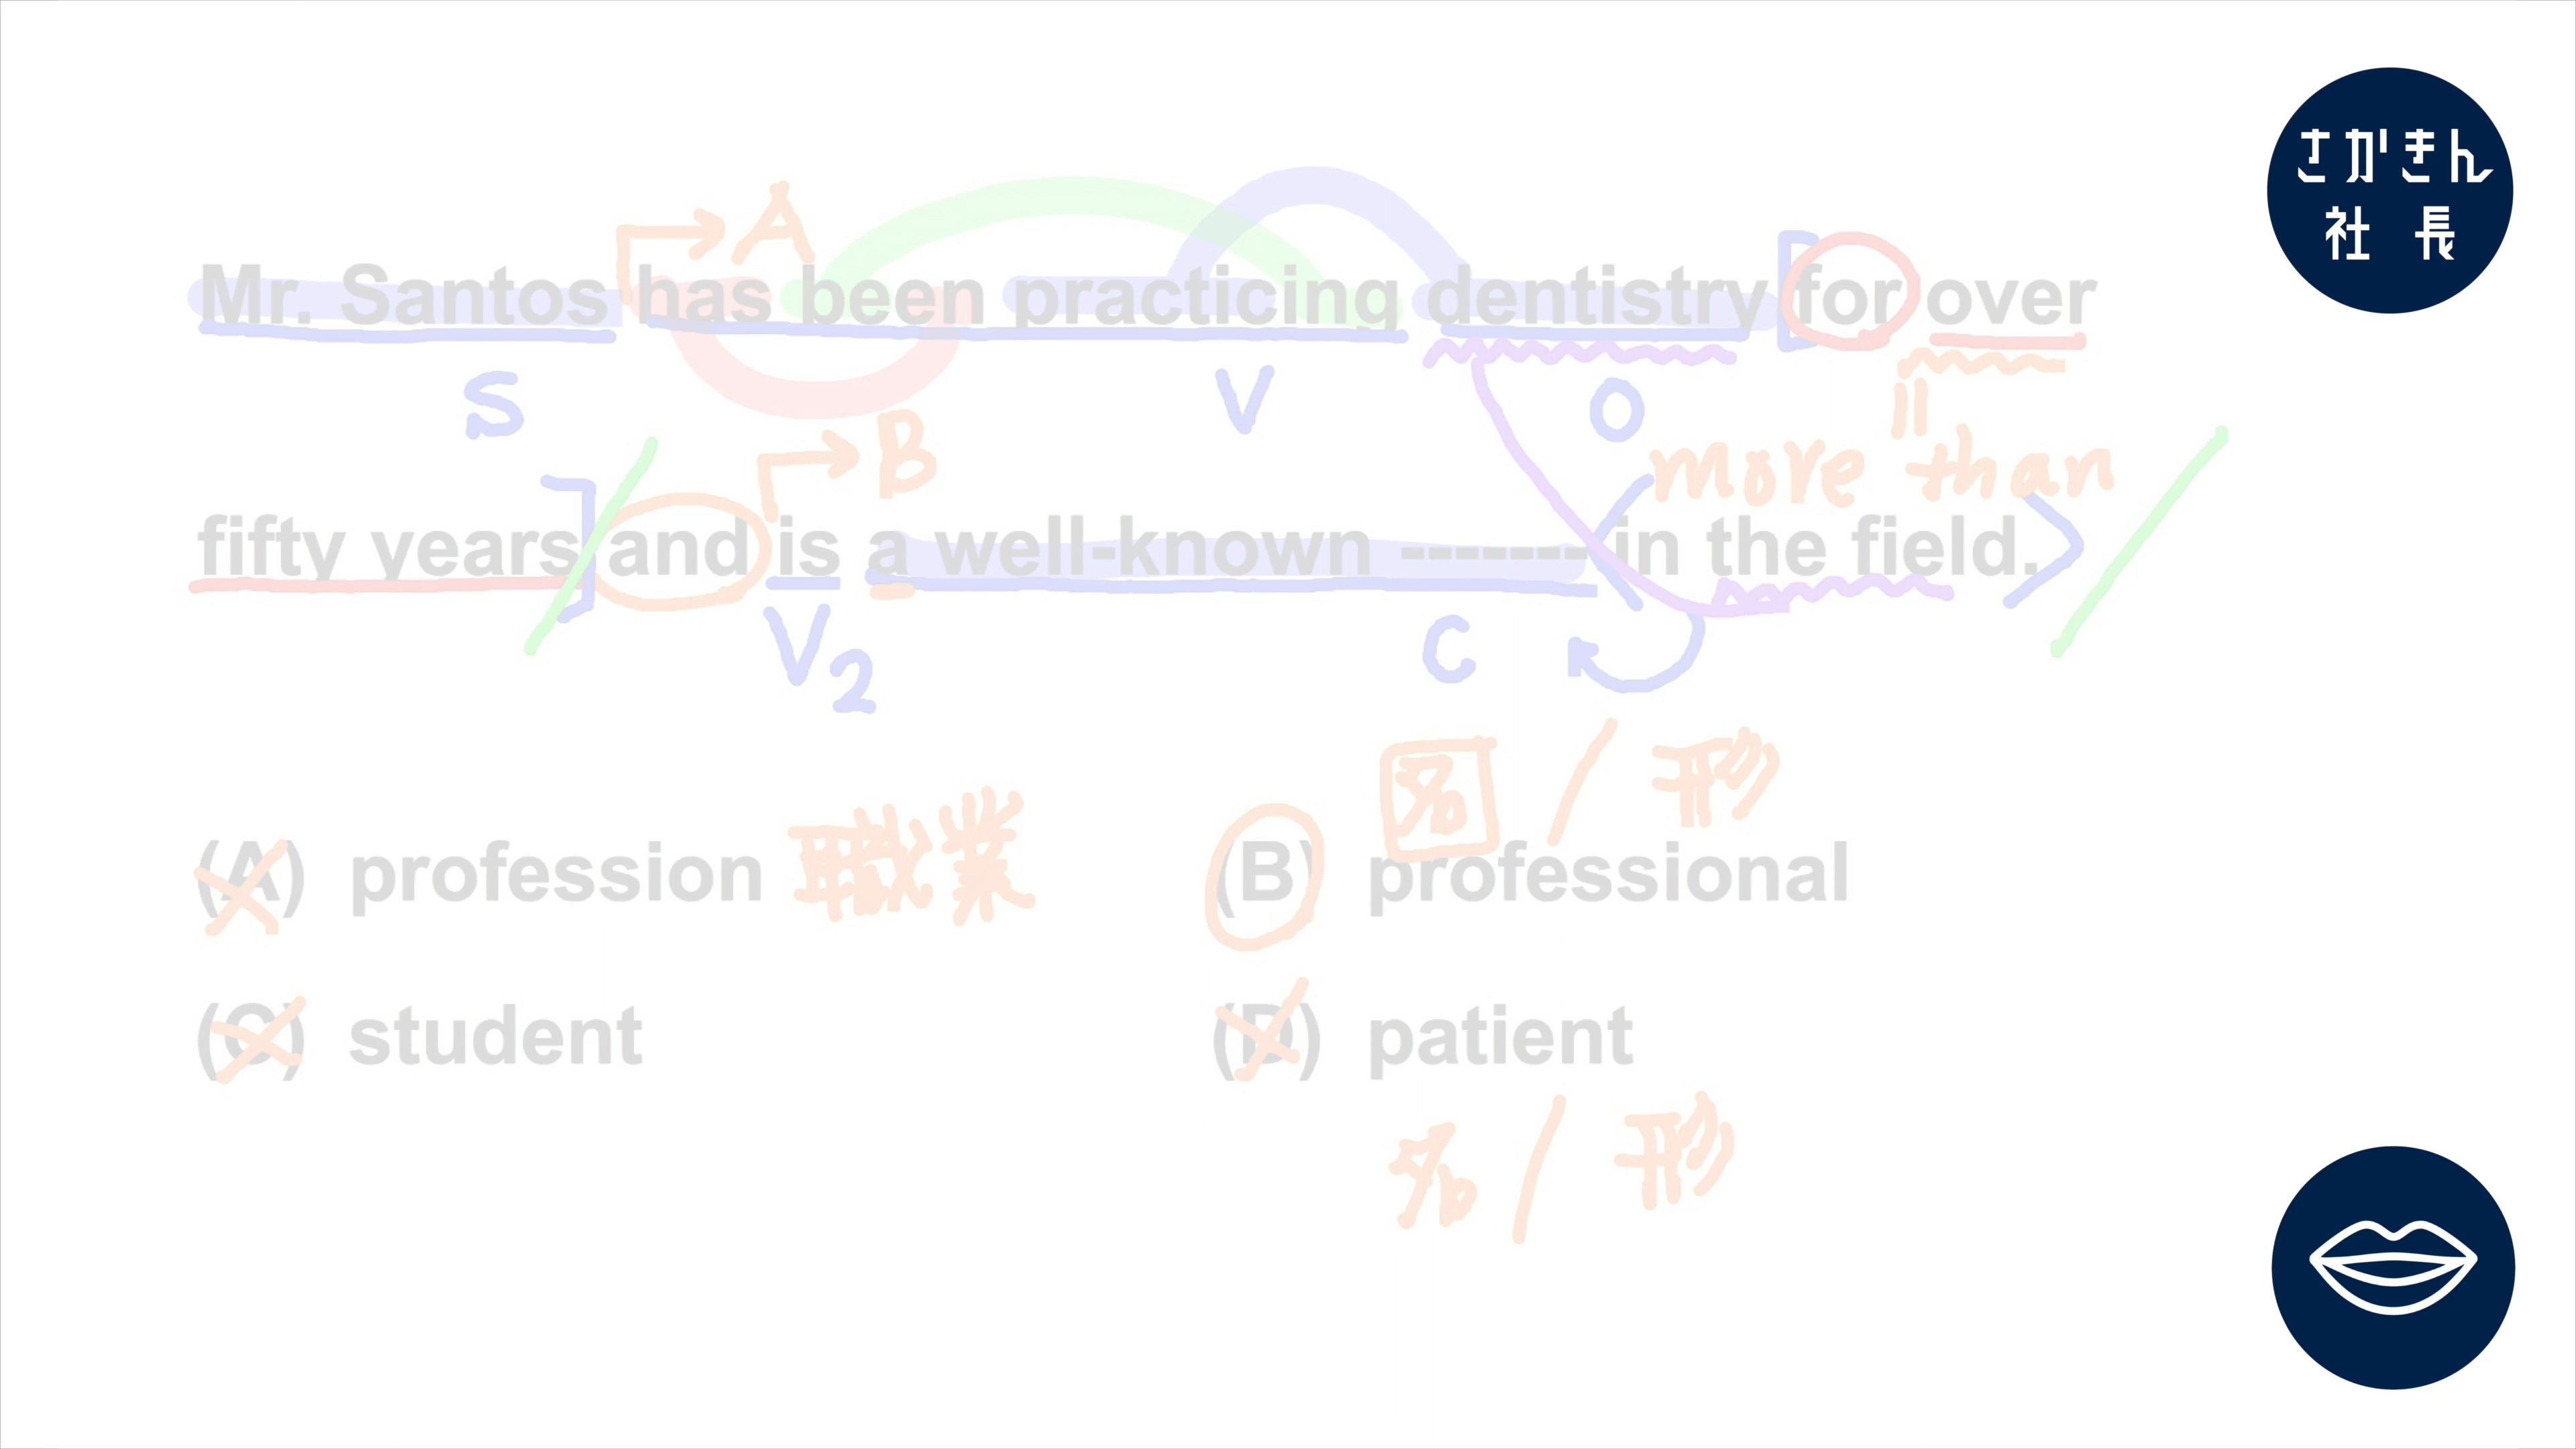 さかきん
社長
A
Mr. Santos has been practicing dentistry for over
S V O
B more than
fifty years and is a well-known ------- in the field.
V2 C
名 / 形
(A) profession 職業 (B) professional
(C) student (D) patient
名 / 形